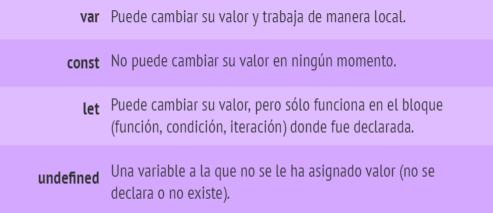 var Puede cambiar su valor y trabaja de manera local.
const No puede cambiar su valor en ningún momento.
let Puede cambiar su valor, pero sólo funciona en el bloque
(función, condición, iteración) donde fue declarada.
undefined Una variable a la que no se le ha asignado valor (no se
declara o no existe).